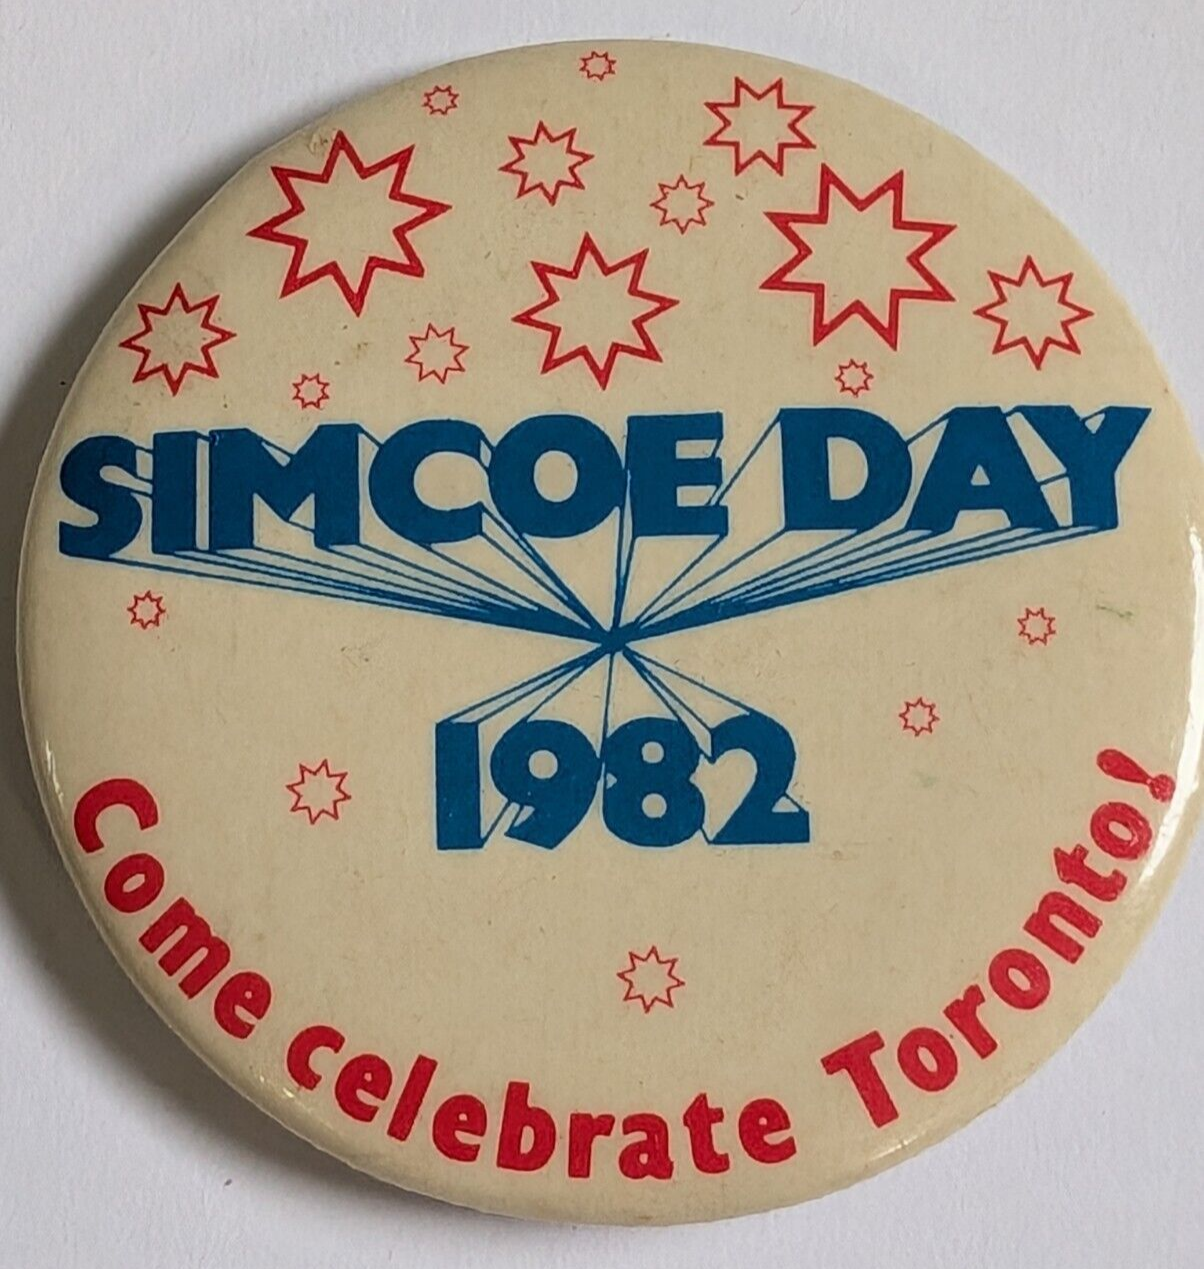 SIMCOE DAY
1982
Come celebrate Toronto!